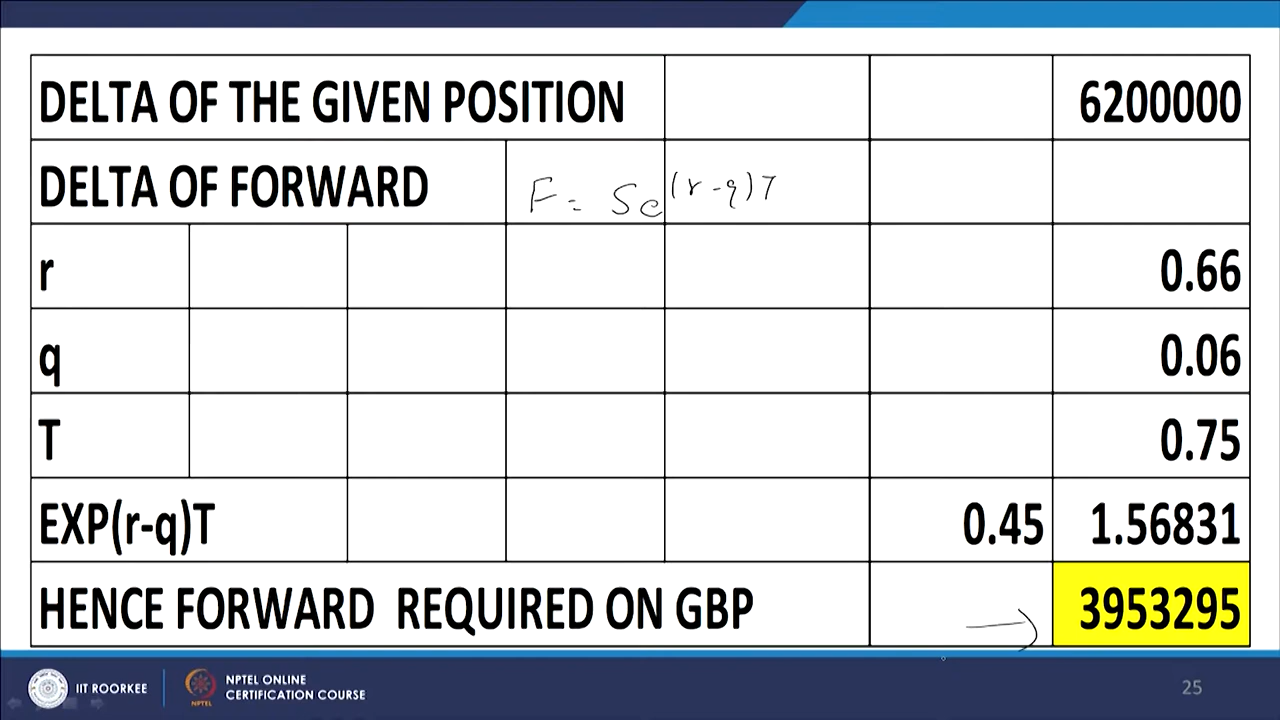 DELTA OF THE GIVEN POSITION 6200000
DELTA OF FORWARD F = Se^(r-q)T
r 0.66
q 0.06
T 0.75
EXP(r-q)T 0.45 1.56831
HENCE FORWARD REQUIRED ON GBP → 3953295
IIT ROORKEE
NPTEL
NPTEL ONLINE
CERTIFICATION COURSE
25